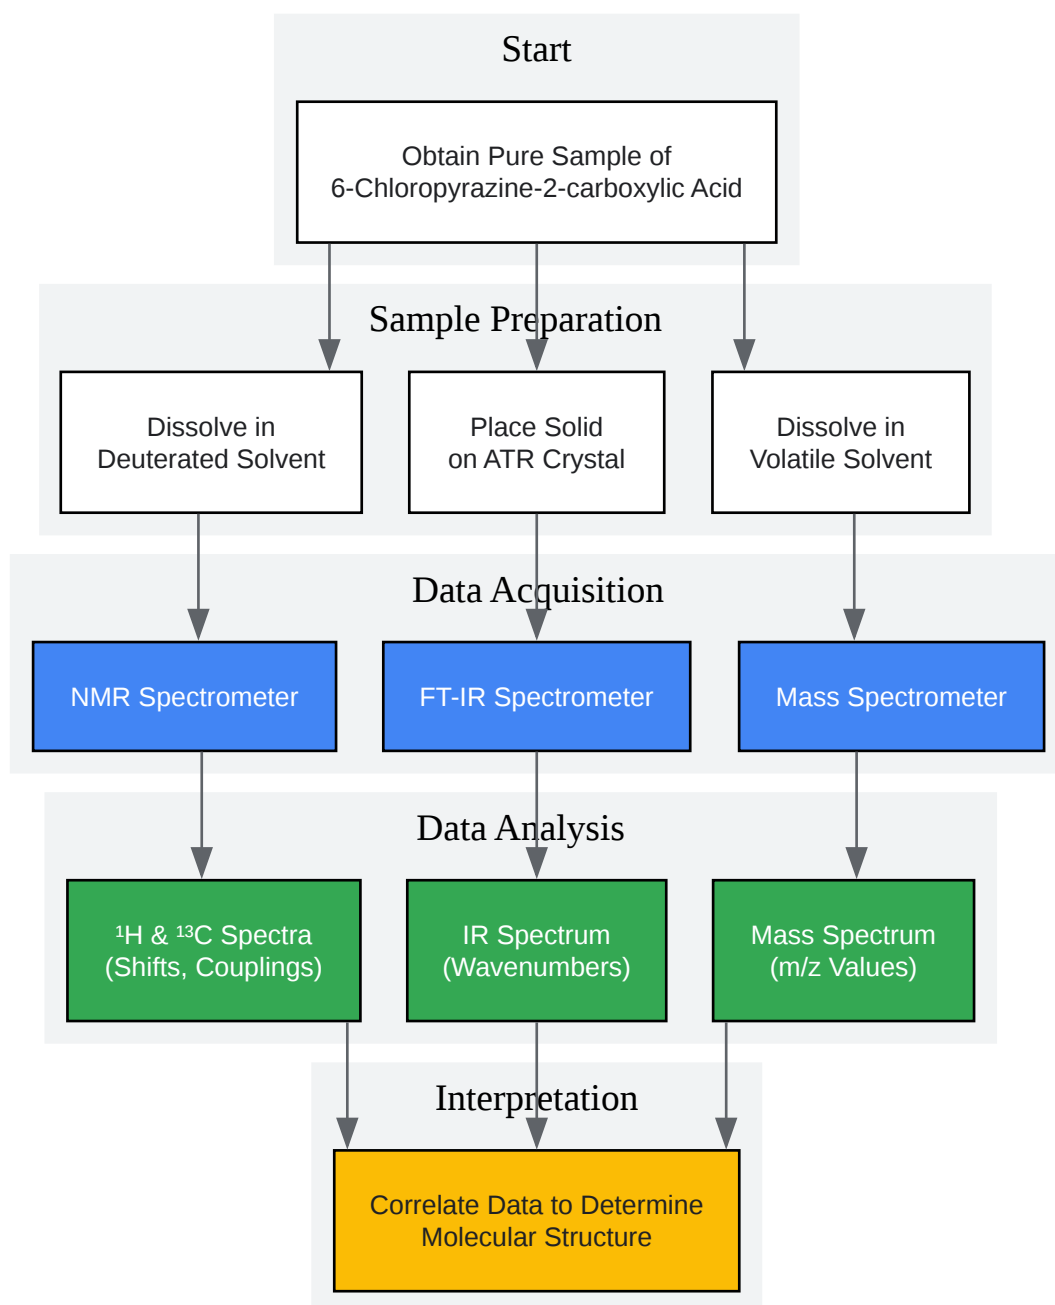 Start
Obtain Pure Sample of
6-Chloropyrazine-2-carboxylic Acid
Sample Preparation
Dissolve in
Deuterated Solvent
Place Solid
on ATR Crystal
Dissolve in
Volatile Solvent
Data Acquisition
NMR Spectrometer
FT-IR Spectrometer
Mass Spectrometer
Data Analysis
¹H & ¹³C Spectra
(Shifts, Couplings)
IR Spectrum
(Wavenumbers)
Mass Spectrum
(m/z Values)
Interpretation
Correlate Data to Determine
Molecular Structure